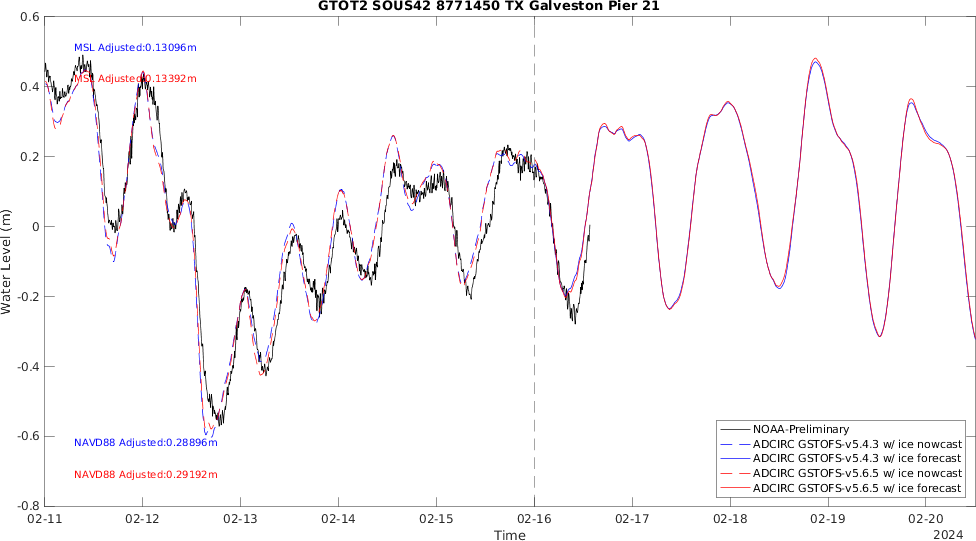 GTOT2 SOUS42 8771450 TX Galveston Pier 21
0.6
MSL Adjusted:0.13096m
MSL Adjusted:0.13392m
0.4
0.2
0
-0.2
-0.4
-0.6
-0.8
Water Level (m)
NAVD88 Adjusted:0.28896m
NAVD88 Adjusted:0.29192m
NOAA-Preliminary
ADCIRC GSTOFS-v5.4.3 w/ ice nowcast
ADCIRC GSTOFS-v5.4.3 w/ ice forecast
ADCIRC GSTOFS-v5.6.5 w/ ice nowcast
ADCIRC GSTOFS-v5.6.5 w/ ice forecast
02-11 02-12 02-13 02-14 02-15 02-16 02-17 02-18 02-19 02-20
Time
2024